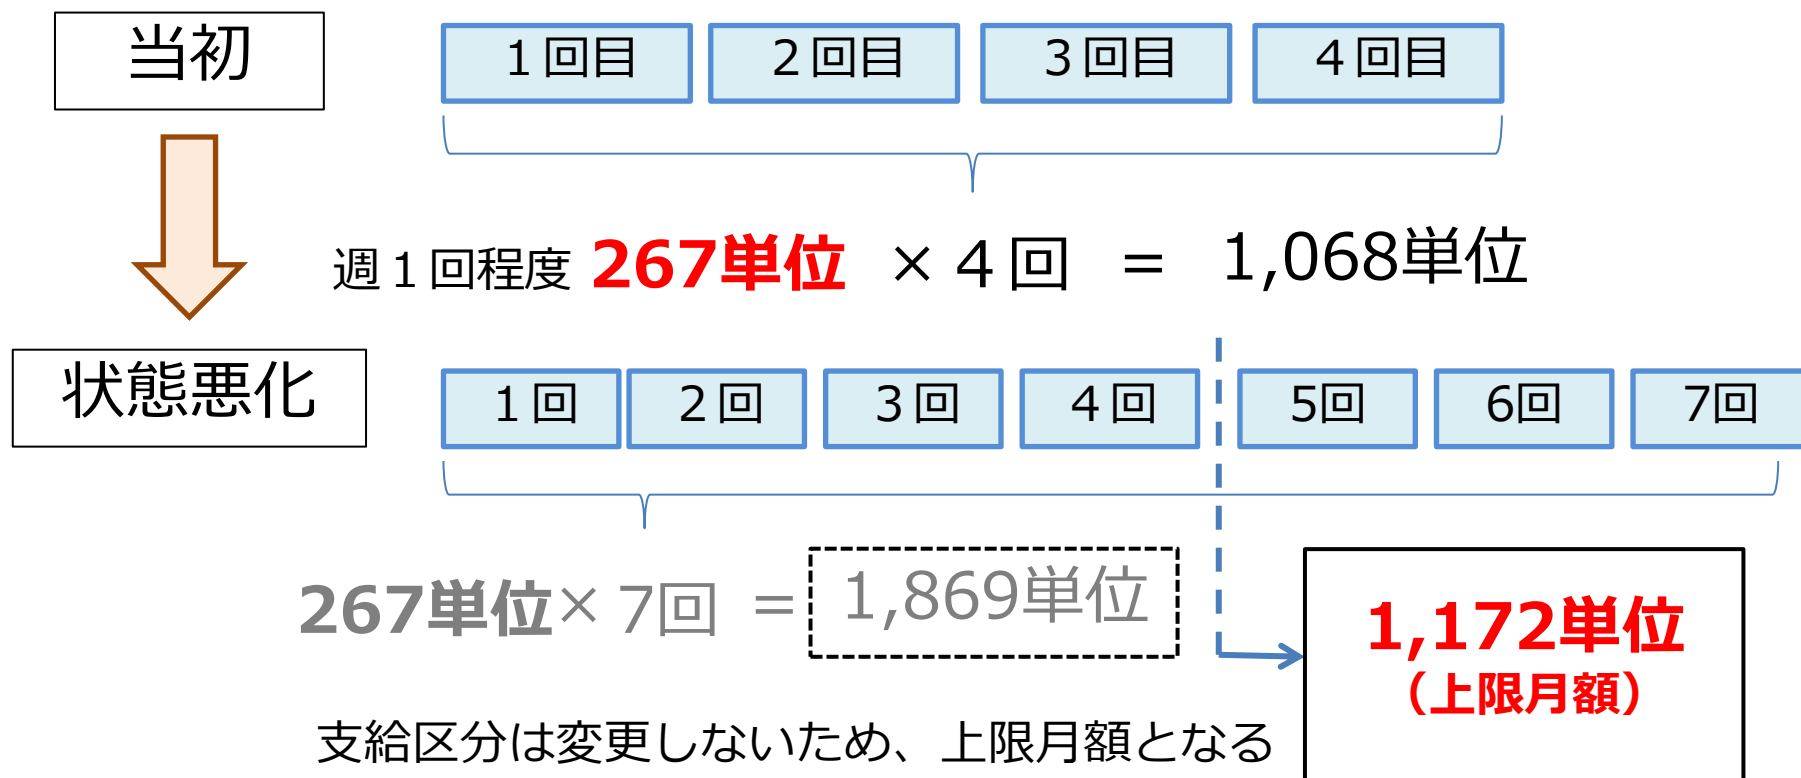 当初
１回目 ２回目 ３回目 ４回目
週１回程度 267単位 ×４回 ＝ 1,068単位
状態悪化
１回 ２回 ３回 ４回 5回 6回 7回
267単位×7回 ＝ 1,869単位
1,172単位
（上限月額）
支給区分は変更しないため、上限月額となる